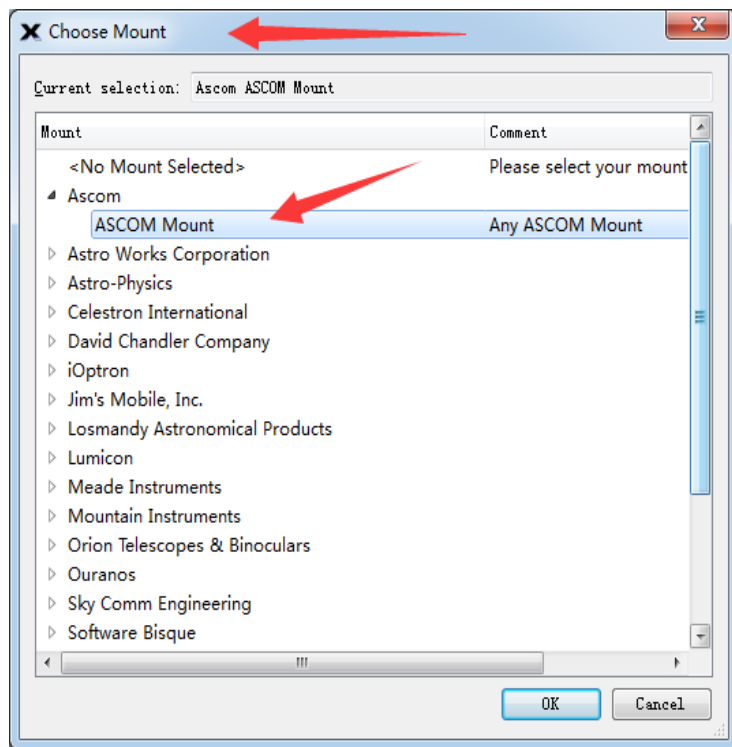 Choose Mount
Current selection: Ascom ASCOM Mount
Mount Comment
<No Mount Selected> Please select your mount
Ascom
ASCOM Mount Any ASCOM Mount
Astro Works Corporation
Astro-Physics
Celestron International
David Chandler Company
iOptron
Jim's Mobile, Inc.
Losmandy Astronomical Products
Lumicon
Meade Instruments
Mountain Instruments
Orion Telescopes & Binoculars
Ouranos
Sky Comm Engineering
Software Bisque
OK Cancel